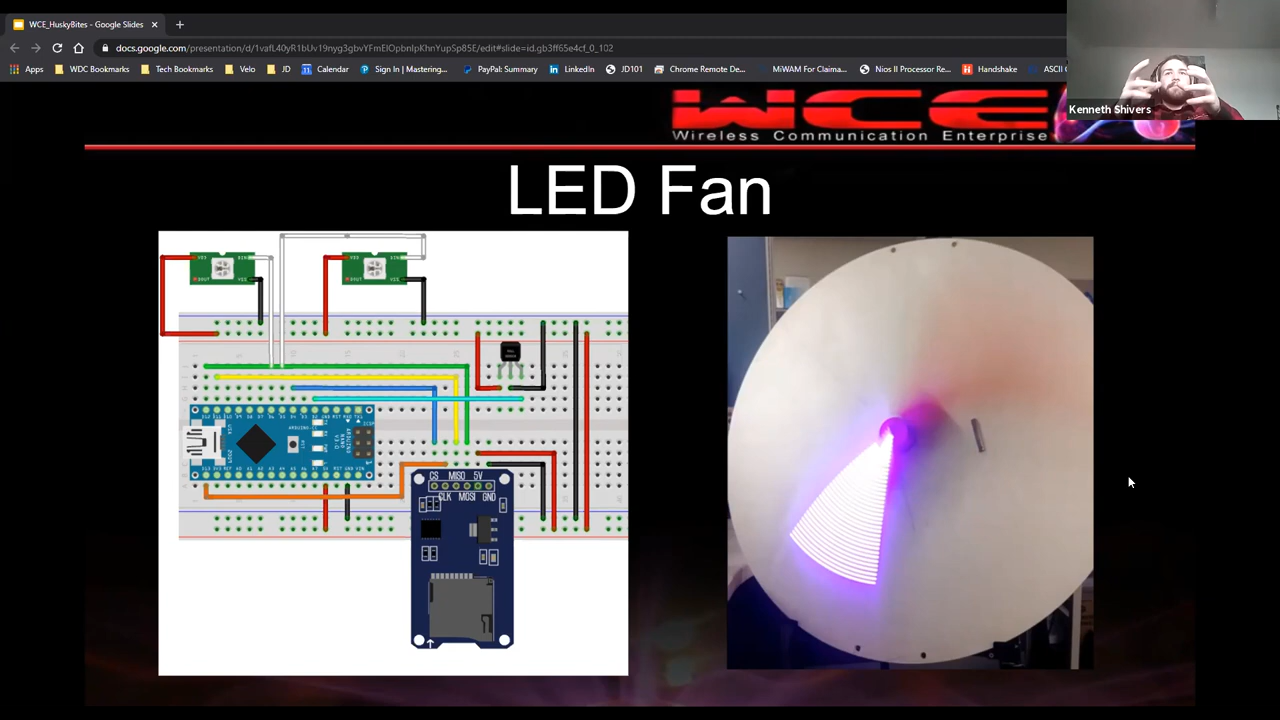 WCE_HuskyBites - Google Slides
docs.google.com/presentation/d/1vafL40yR1bUv19nyg3gbvYFmEIOpbnIpKhnYupSp85E/edit#slide=id.gb3ff65e4cf_0_102
Apps WDC Bookmarks Tech Bookmarks Velo JD Calendar Sign In | Mastering... PayPal: Summary LinkedIn JD101 Chrome Remote De... MiWAM For Claima... Nios II Processor Re... Handshake ASCII
Kenneth Shivers
WCE
Wireless Communication Enterprise
LED Fan
CS MISO 5V
CLK MOSI GND